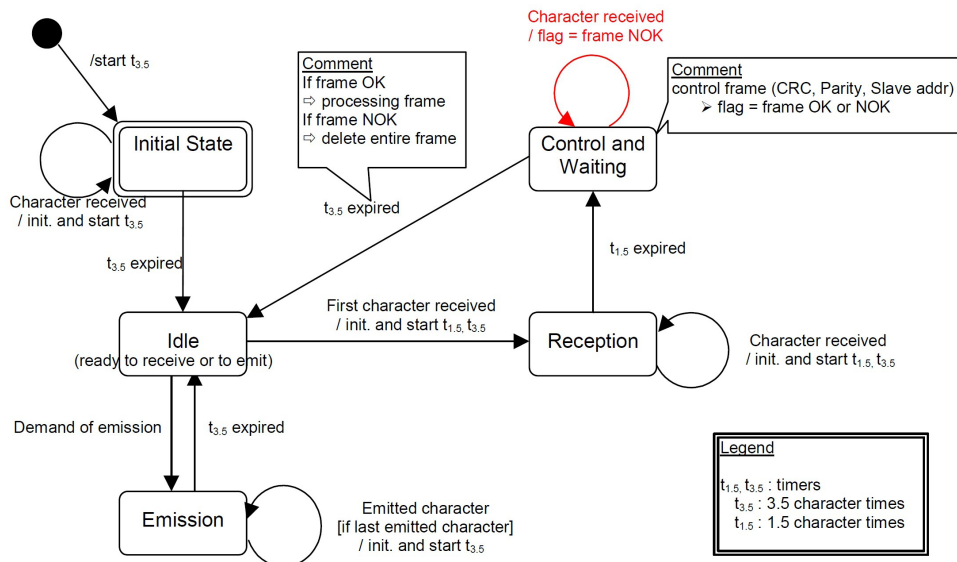 Character received
/ flag = frame NOK
/start t3.5
Comment
If frame OK
⇨ processing frame
If frame NOK
⇨ delete entire frame
Comment
control frame (CRC, Parity, Slave addr)
➢ flag = frame OK or NOK
Initial State
Control and
Waiting
Character received
/ init. and start t3.5
t3.5 expired
t3.5 expired
t1.5 expired
First character received
/ init. and start t1.5, t3.5
Idle
(ready to receive or to emit)
Reception
Character received
/ init. and start t1.5, t3.5
Demand of emission
t3.5 expired
Emission
Emitted character
[if last emitted character]
/ init. and start t3.5
Legend
t1.5, t3.5 : timers
t3.5 : 3.5 character times
t1.5 : 1.5 character times